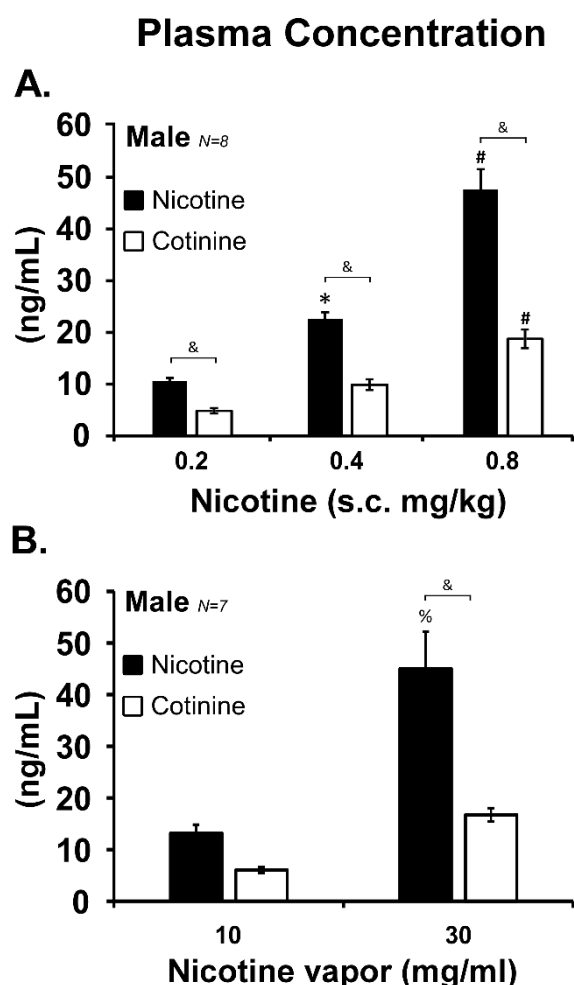 Plasma Concentration
A.
60
50
40
30
20
10
0
(ng/mL)
Male N=8
Nicotine
Cotinine
&
&
*
&
#
#
0.2 0.4 0.8
Nicotine (s.c. mg/kg)
B.
60
50
40
30
20
10
0
(ng/mL)
Male N=7
Nicotine
Cotinine
&
%
10 30
Nicotine vapor (mg/ml)